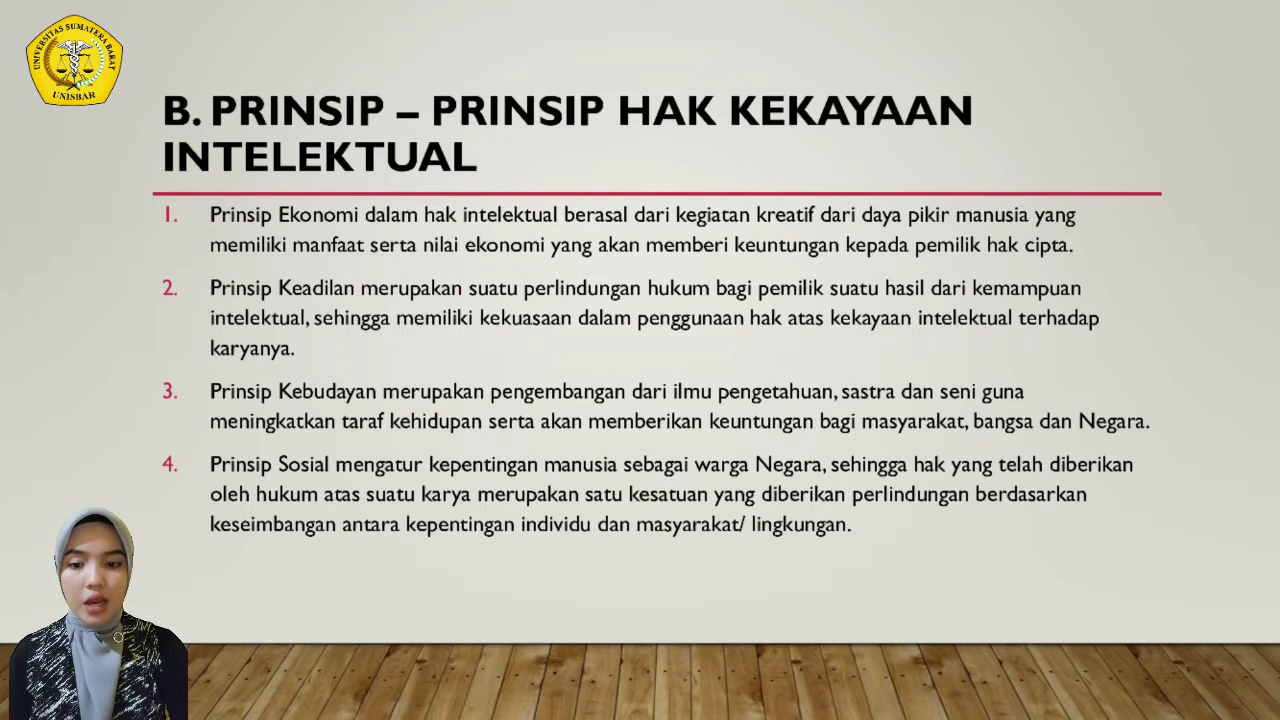 UNIVERSITAS SUMATERA BARAT
UNISBAR
B. PRINSIP – PRINSIP HAK KEKAYAAN
INTELEKTUAL
1. Prinsip Ekonomi dalam hak intelektual berasal dari kegiatan kreatif dari daya pikir manusia yang
memiliki manfaat serta nilai ekonomi yang akan memberi keuntungan kepada pemilik hak cipta.
2. Prinsip Keadilan merupakan suatu perlindungan hukum bagi pemilik suatu hasil dari kemampuan
intelektual, sehingga memiliki kekuasaan dalam penggunaan hak atas kekayaan intelektual terhadap
karyanya.
3. Prinsip Kebudayan merupakan pengembangan dari ilmu pengetahuan, sastra dan seni guna
meningkatkan taraf kehidupan serta akan memberikan keuntungan bagi masyarakat, bangsa dan Negara.
4. Prinsip Sosial mengatur kepentingan manusia sebagai warga Negara, sehingga hak yang telah diberikan
oleh hukum atas suatu karya merupakan satu kesatuan yang diberikan perlindungan berdasarkan
keseimbangan antara kepentingan individu dan masyarakat/ lingkungan.